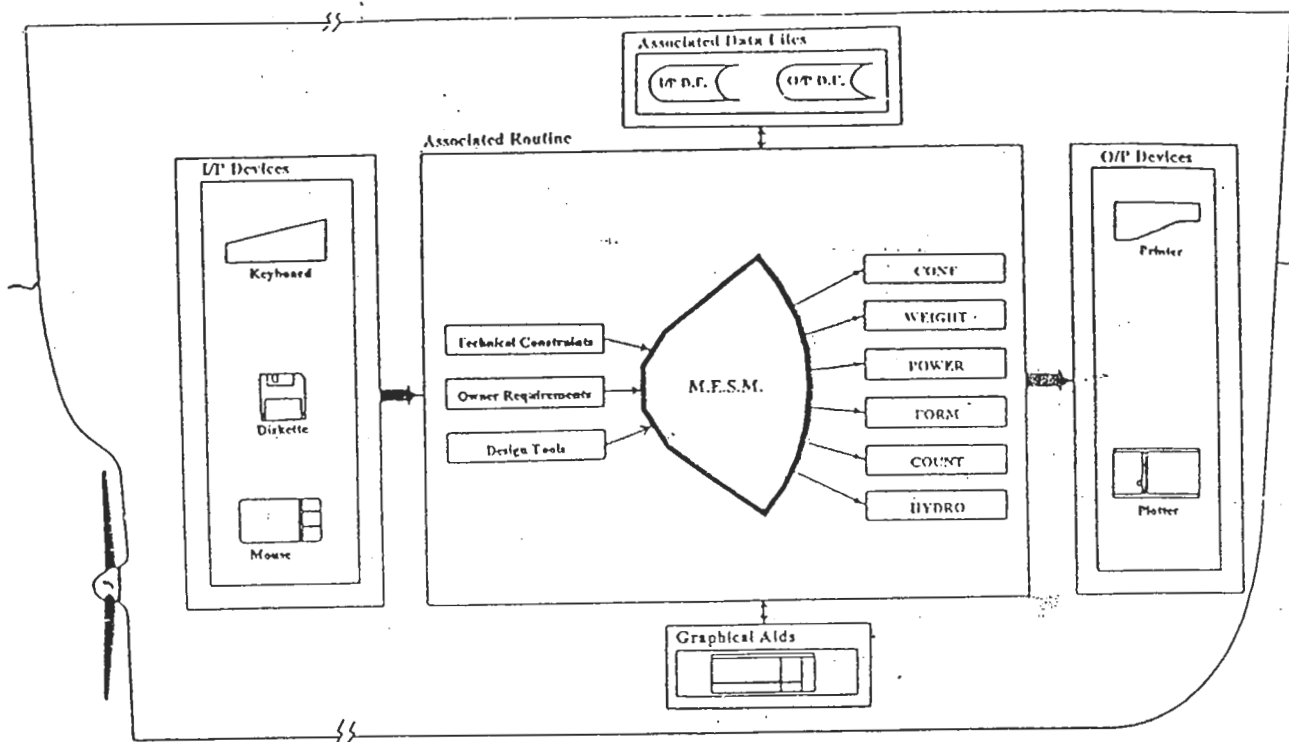 Associated Data Files
I/P D.F.
O/P D.F.
Associated Routine
I/P Devices
Keyboard
Diskette
Mouse
Technical Constraints
Owner Requirements
Design Tools
M.E.S.M.
CONF
WEIGHT
POWER
FORM
COUNT
HYDRO
O/P Devices
Printer
Plotter
Graphical Aids